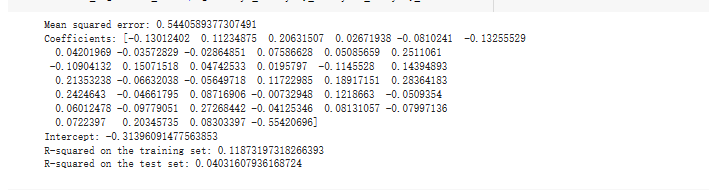 Mean squared error: 0.5440589377307491
Coefficients: [-0.13012402 0.11234875 0.20631507 0.02671938 -0.0810241 -0.13255529
0.04201969 -0.03572829 -0.02864851 0.07586628 0.05085659 0.2511061
-0.10904132 0.15071518 0.04742533 0.0195797 -0.1145528 0.14394893
0.21353238 -0.06632038 -0.05649718 0.11722985 0.18917151 0.28364183
0.2424643 -0.04661795 0.08716906 -0.00732948 0.1218663 -0.0509354
0.06012478 -0.09779051 0.27268442 -0.04125346 0.08131057 -0.07997136
0.0722397 0.20345735 0.08303397 -0.55420696]
Intercept: -0.31396091477563853
R-squared on the training set: 0.11873197318266393
R-squared on the test set: 0.04031607936168724